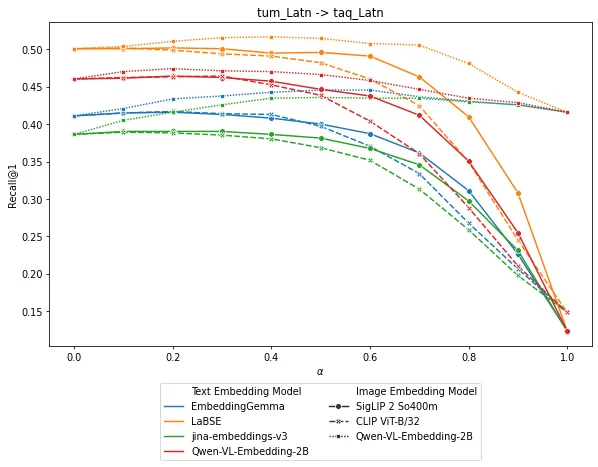 tum_Latn -> taq_Latn
0.50
0.45
0.40
0.35
0.30
0.25
0.20
0.15
Recall@1
0.0 0.2 0.4 0.6 0.8 1.0
α
Text Embedding Model Image Embedding Model
EmbeddingGemma SigLIP 2 So400m
LaBSE CLIP ViT-B/32
jina-embeddings-v3 Qwen-VL-Embedding-2B
Qwen-VL-Embedding-2B